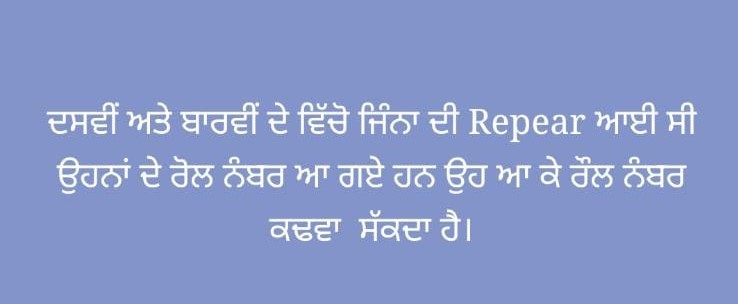 ਦਸਵੀਂ ਅਤੇ ਬਾਰਵੀਂ ਦੇ ਵਿੱਚੋ ਜਿੰਨਾ ਦੀ Repear ਆਈ ਸੀ
ਉਹਨਾਂ ਦੇ ਰੋਲ ਨੰਬਰ ਆ ਗਏ ਹਨ ਉਹ ਆ ਕੇ ਰੌਲ ਨੰਬਰ
ਕਢਵਾ  ਸੱਕਦਾ ਹੈ।